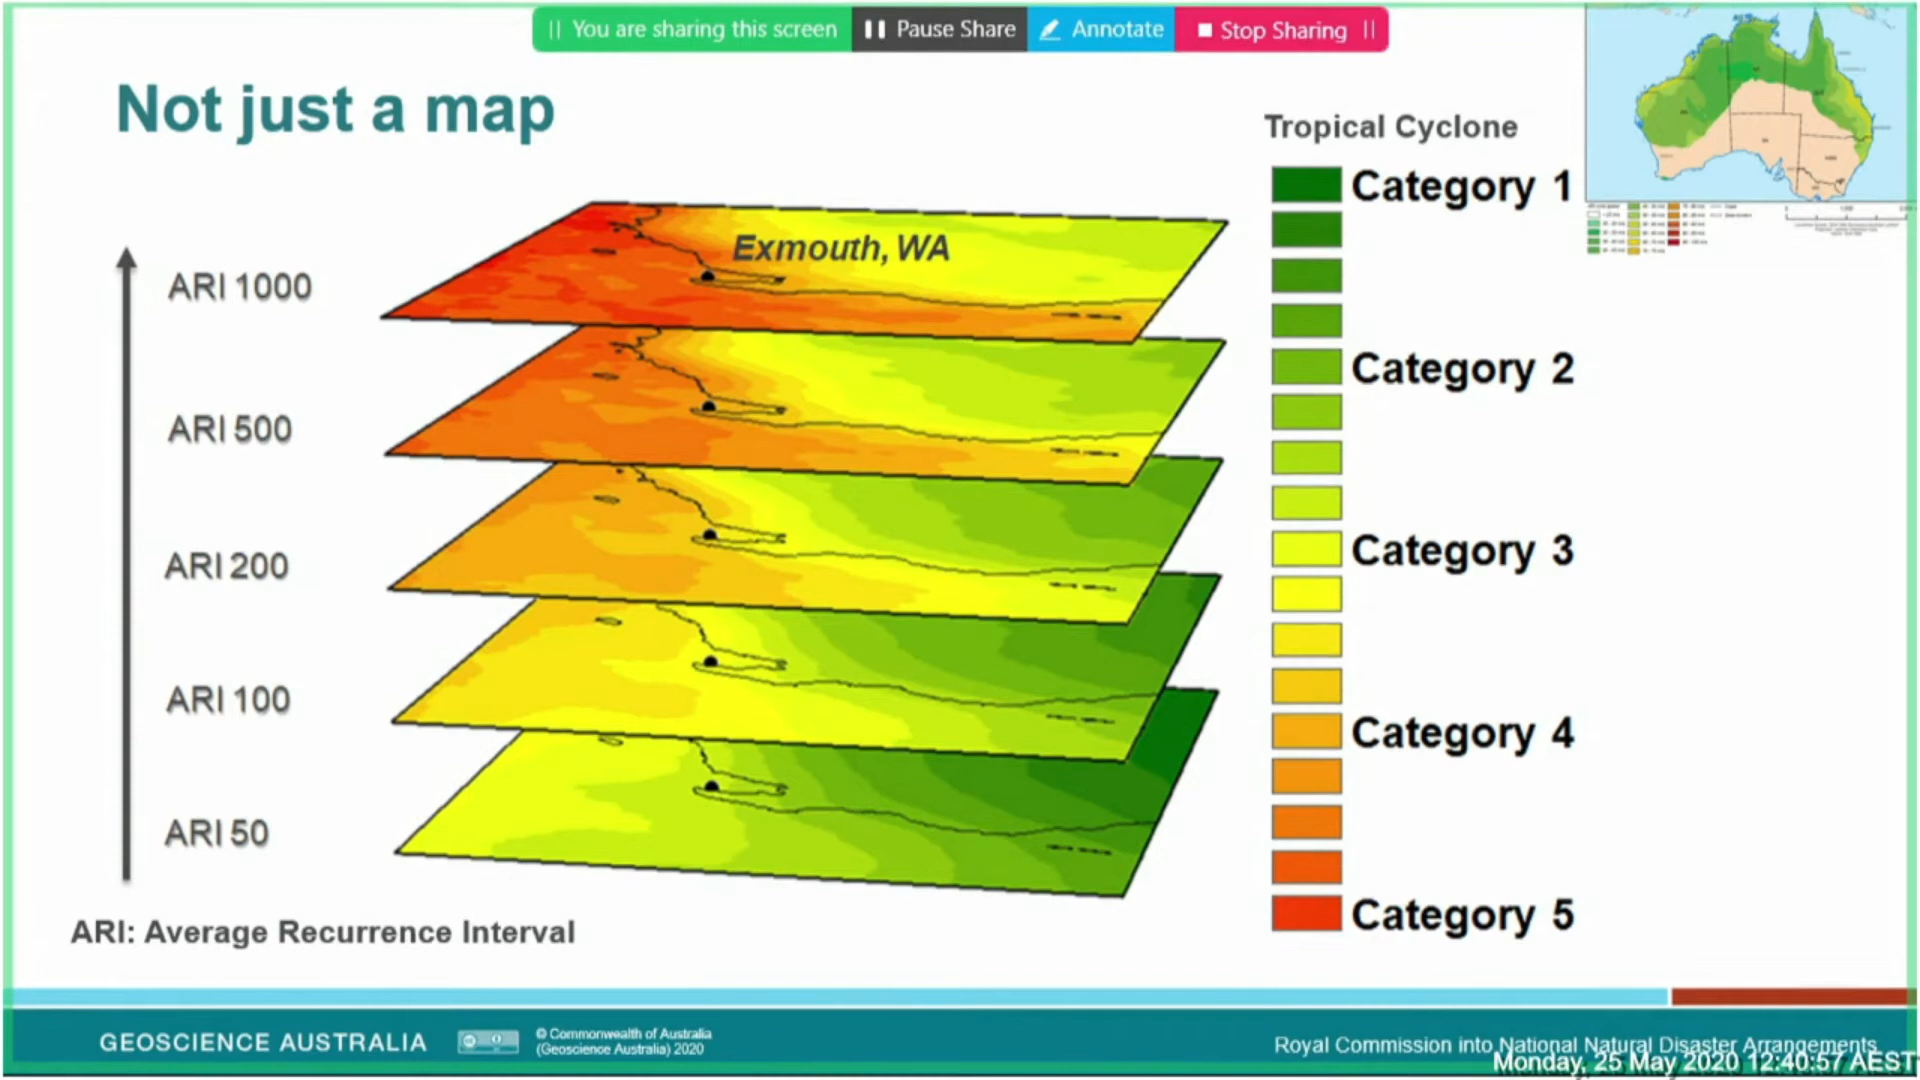 You are sharing this screen
Pause Share
Annotate
Stop Sharing
Not just a map
Tropical Cyclone
Category 1
Category 2
Category 3
Category 4
Category 5
Exmouth, WA
ARI 1000
ARI 500
ARI 200
ARI 100
ARI 50
ARI: Average Recurrence Interval
GEOSCIENCE AUSTRALIA
© Commonwealth of Australia
(Geoscience Australia) 2020
Royal Commission into National Natural Disaster Arrangements
Monday, 25 May 2020 12:40:57 AEST